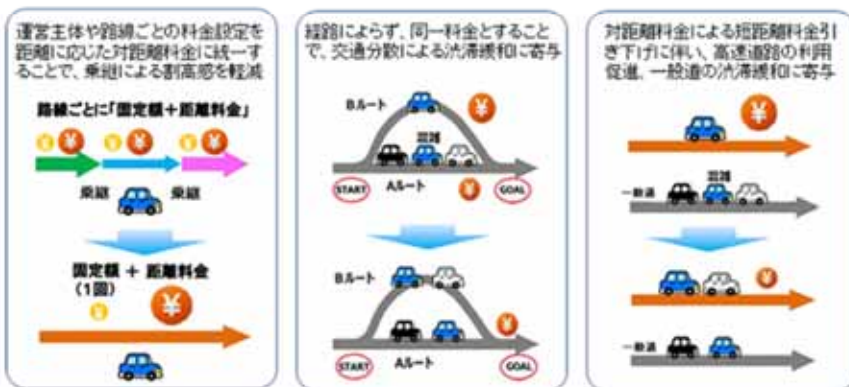 運営主体や路線ごとの料金設定を
距離に応じた対距離料金に統一す
ることで、乗継による割高感を軽減
路線ごとに「固定額+距離料金」
¥ ¥ ¥ ¥ ¥ ¥
乗継 乗継
固定額 + 距離料金
(1回)
¥ ¥
経路によらず、同一料金とすること
で、交通分散による渋滞緩和に寄与
Bルート
¥
混雑
START Aルート ¥ GOAL
Bルート
¥
START Aルート GOAL
対距離料金による短距離料金引
き下げに伴い、高速道路の利用
促進、一般道の渋滞緩和に寄与
¥
混雑
一般道
¥
一般道